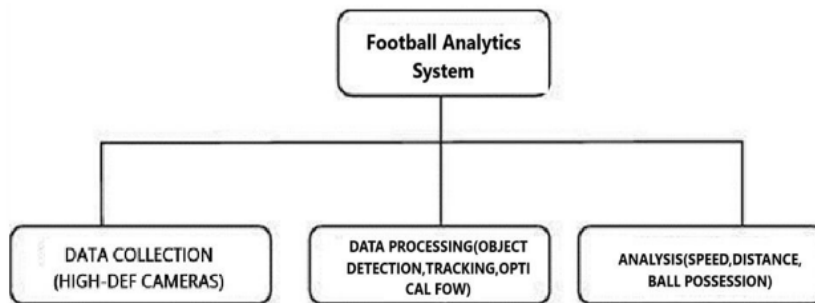 Football Analytics
System
DATA COLLECTION
(HIGH-DEF CAMERAS)
DATA PROCESSING(OBJECT
DETECTION,TRACKING,OPTI
CAL FOW)
ANALYSIS(SPEED,DISTANCE,
BALL POSSESSION)